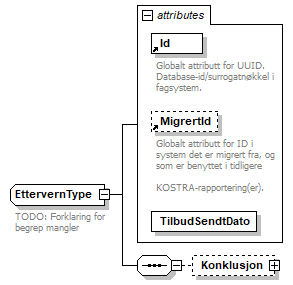 attributes
Id
Globalt attributt for UUID.
Database-id/surrogatnøkkel i
fagsystem.
MigrertId
Globalt attributt for ID i
system det er migrert fra, og
som er benyttet i tidligere
KOSTRA-rapportering(er).
EttervernType
TODO: Forklaring for
begrep mangler
TilbudSendtDato
Konklusjon